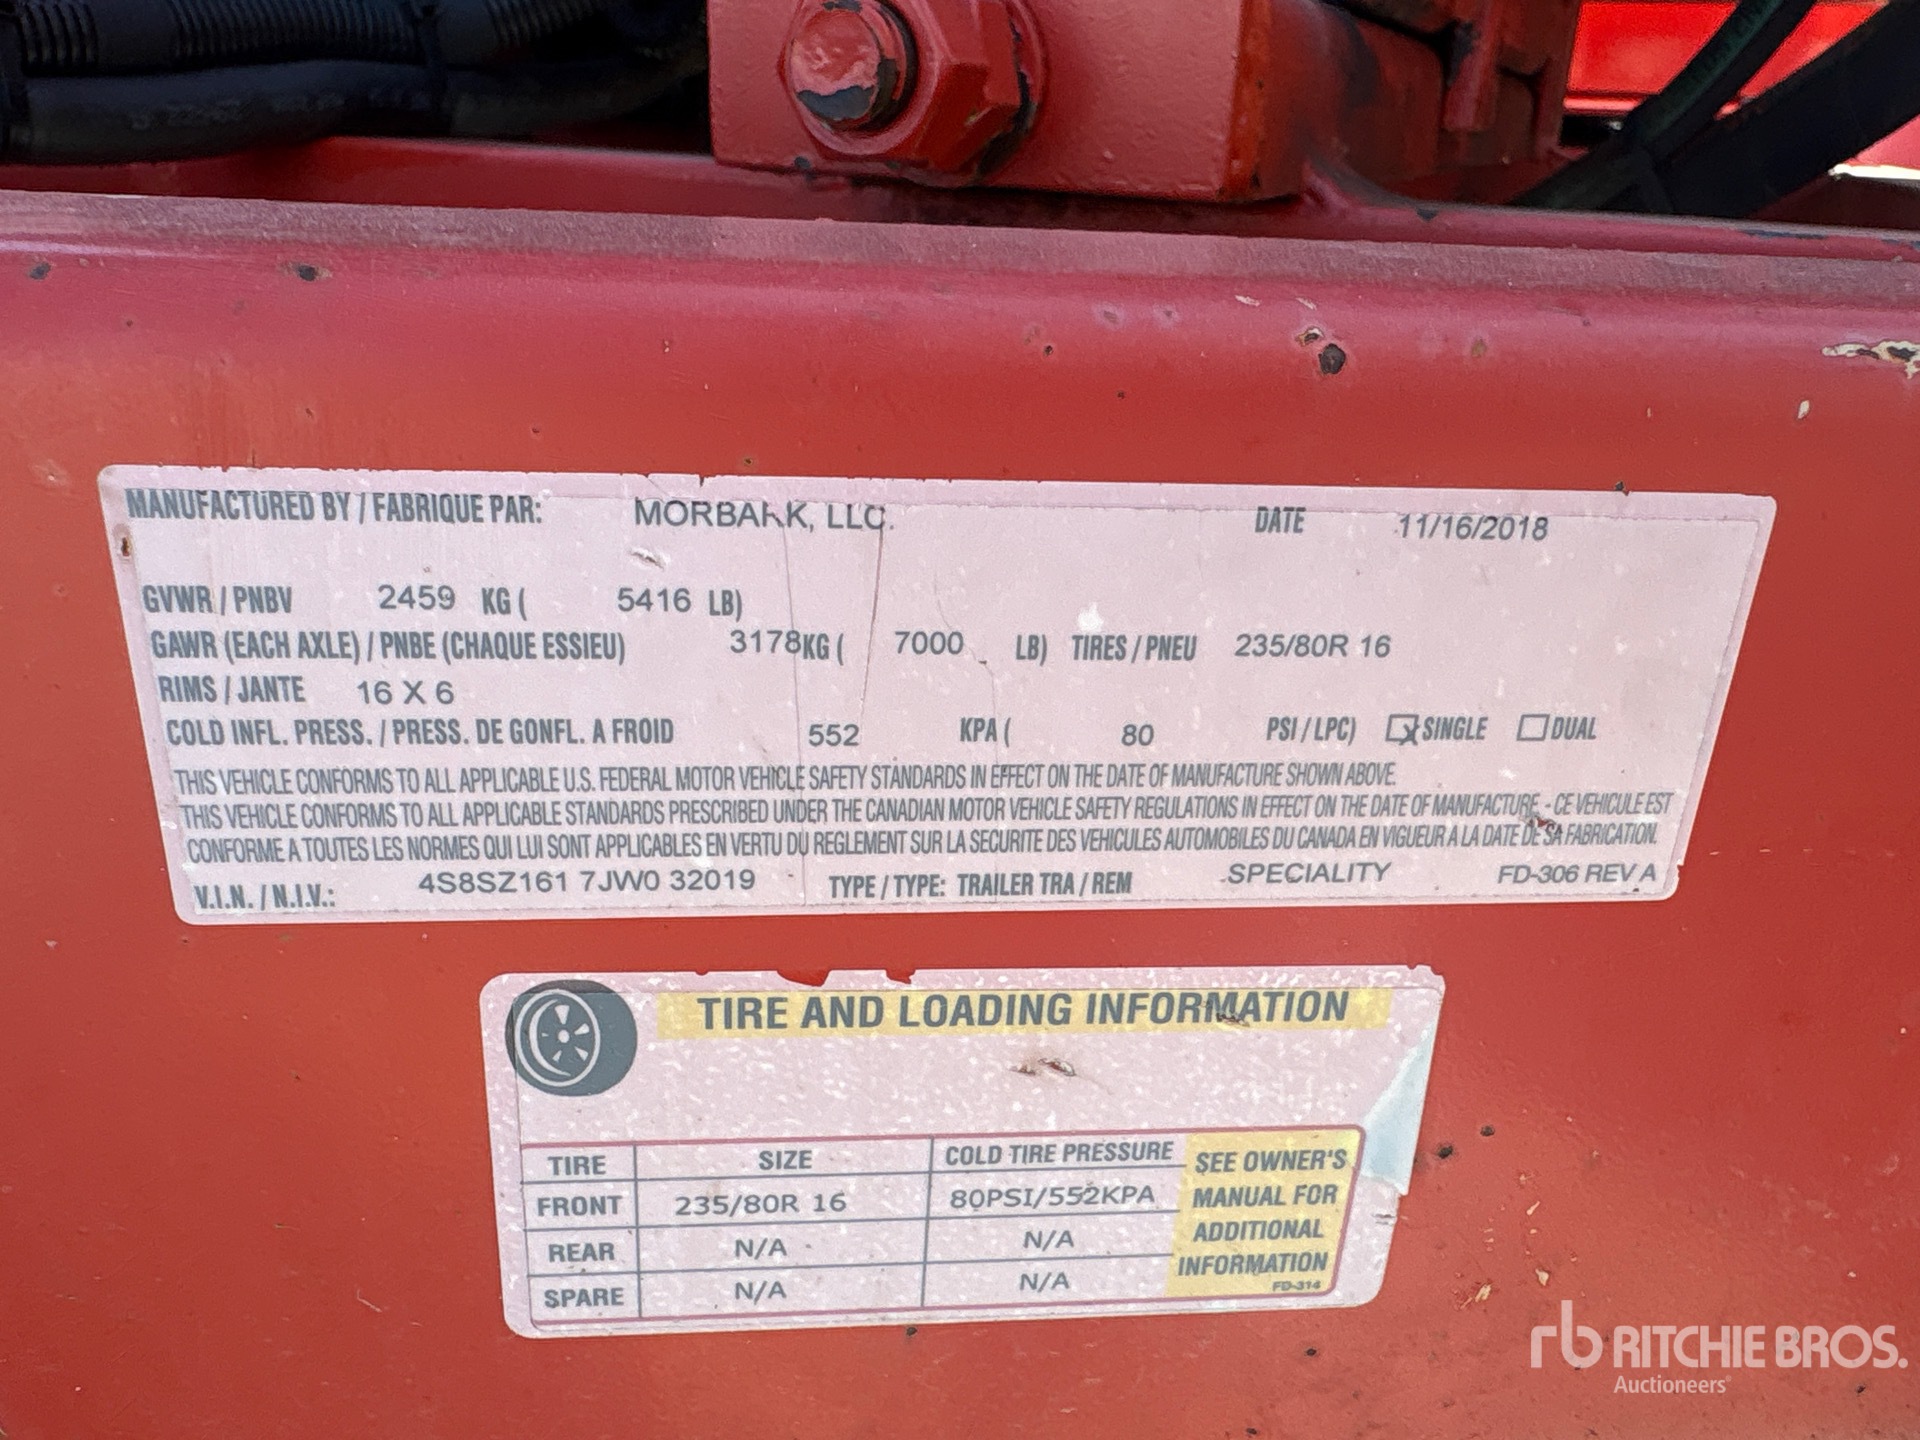 MANUFACTURED BY / FABRIQUE PAR: MORBARK, LLC. DATE 11/16/2018
GVWR / PNBV 2459 KG ( 5416 LB)
GAWR (EACH AXLE) / PNBE (CHAQUE ESSIEU) 3178KG ( 7000 LB) TIRES / PNEU 235/80R 16
RIMS / JANTE 16 X 6
COLD INFL. PRESS. / PRESS. DE GONFL. A FROID 552 KPA ( 80 PSI / LPC) SINGLE DUAL
THIS VEHICLE CONFORMS TO ALL APPLICABLE U.S. FEDERAL MOTOR VEHICLE SAFETY STANDARDS IN EFFECT ON THE DATE OF MANUFACTURE SHOWN ABOVE.
THIS VEHICLE CONFORMS TO ALL APPLICABLE STANDARDS PRESCRIBED UNDER THE CANADIAN MOTOR VEHICLE SAFETY REGULATIONS IN EFFECT ON THE DATE OF MANUFACTURE - CE VEHICULE EST
CONFORME A TOUTES LES NORMES QUI LUI SONT APPLICABLES EN VERTU DU REGLEMENT SUR LA SECURITE DES VEHICULES AUTOMOBILES DU CANADA EN VIGUEUR A LA DATE DE SA FABRICATION.
V.I.N. / N.I.V.: 4S8SZ161 7JW0 32019 TYPE / TYPE: TRAILER TRA / REM SPECIALITY FD-306 REV A
TIRE AND LOADING INFORMATION
TIRE SIZE COLD TIRE PRESSURE
FRONT 235/80R 16 80PSI/552KPA
REAR N/A N/A
SPARE N/A N/A
SEE OWNER'S
MANUAL FOR
ADDITIONAL
INFORMATION
FD-314
rb RITCHIE BROS.
Auctioneers